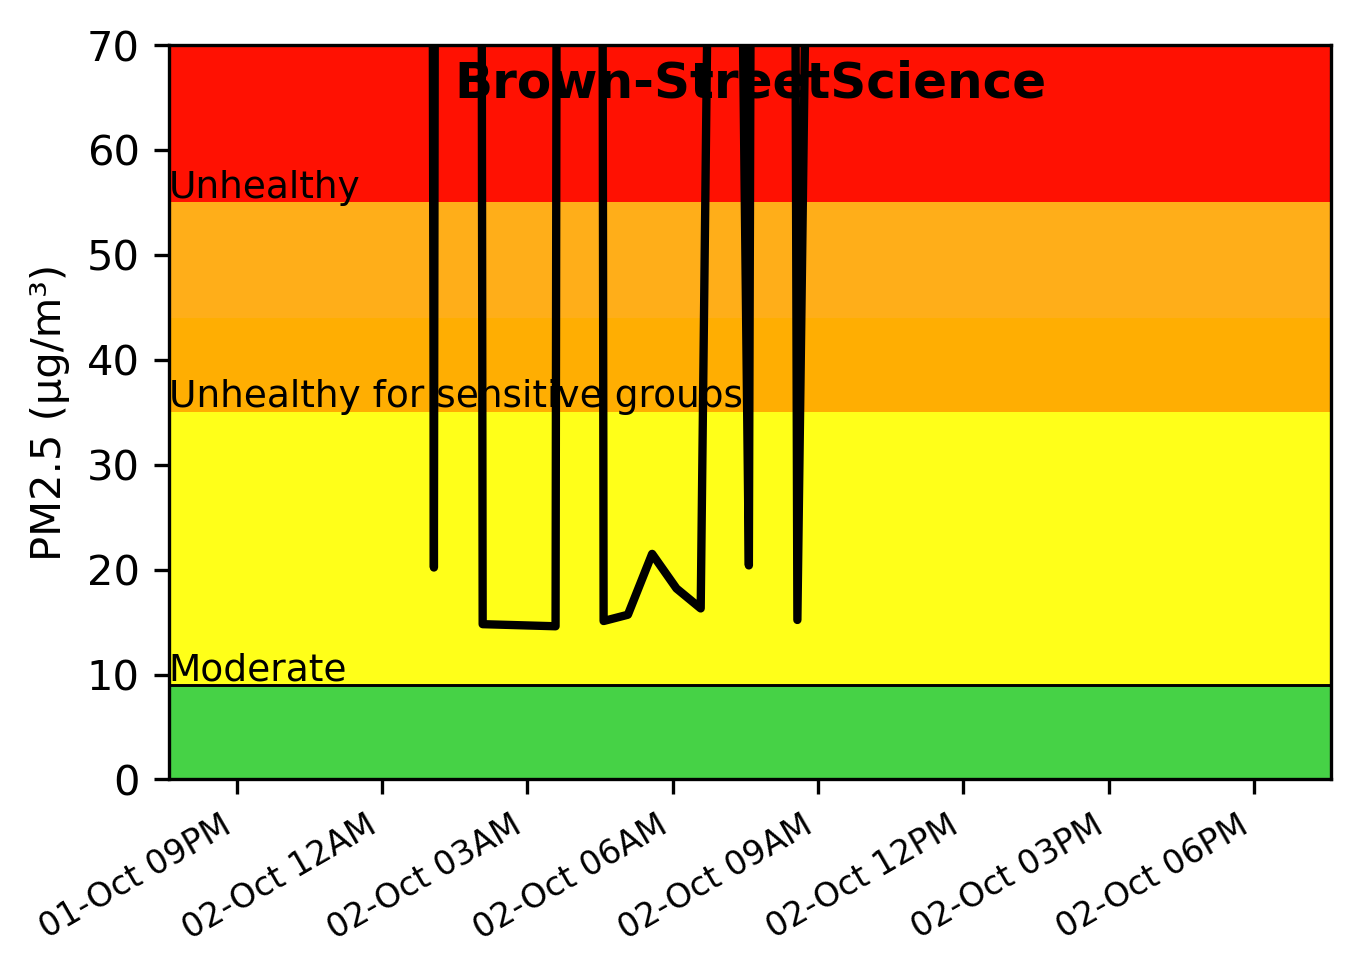 Brown-StreetScience
70
60
50
40
30
20
10
0
PM2.5 (µg/m³)
Unhealthy
Unhealthy for sensitive groups
Moderate
01-Oct 09PM
02-Oct 12AM
02-Oct 03AM
02-Oct 06AM
02-Oct 09AM
02-Oct 12PM
02-Oct 03PM
02-Oct 06PM